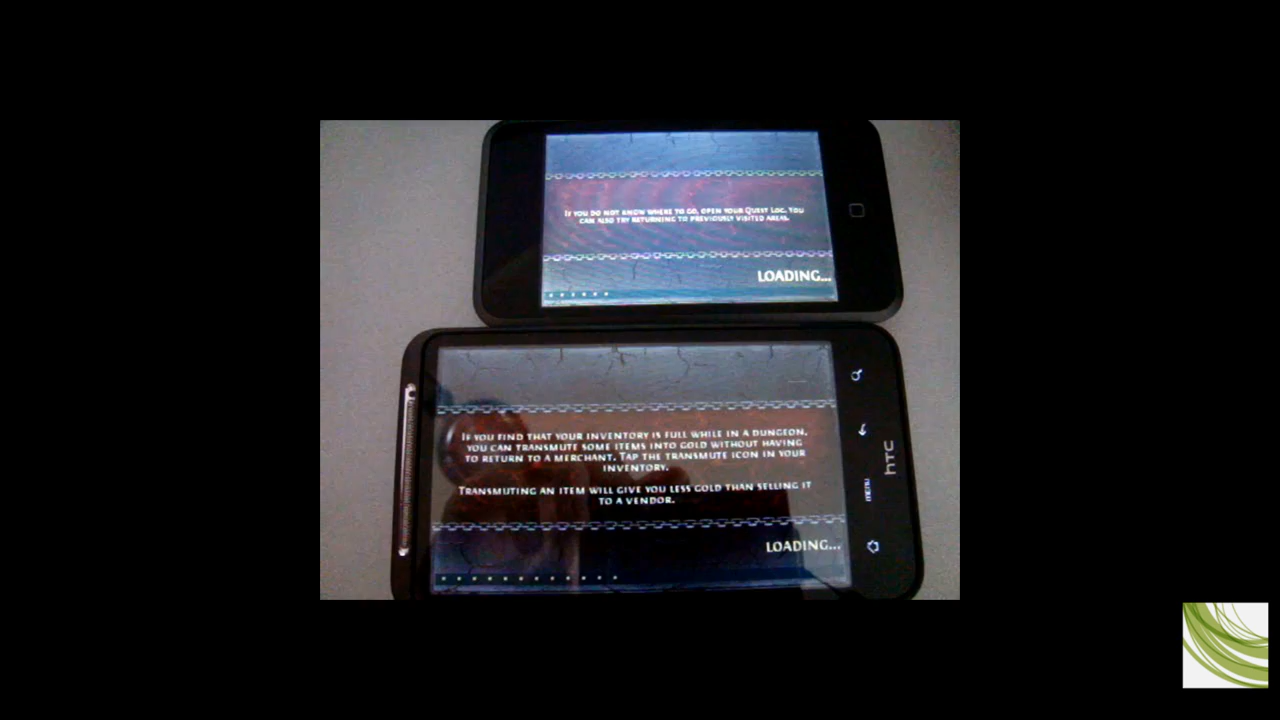 IF YOU DO NOT KNOW WHERE TO GO, OPEN YOUR QUEST LOG. YOU
CAN ALSO TRY RETURNING TO PREVIOUSLY VISITED AREAS.
LOADING...
IF YOU FIND THAT YOUR INVENTORY IS FULL WHILE IN A DUNGEON,
YOU CAN TRANSMUTE SOME ITEMS INTO GOLD WITHOUT HAVING
TO RETURN TO A MERCHANT. TAP THE TRANSMUTE ICON IN YOUR
INVENTORY.
TRANSMUTING AN ITEM WILL GIVE YOU LESS GOLD THAN SELLING IT
TO A VENDOR.
LOADING...
hTC
menu